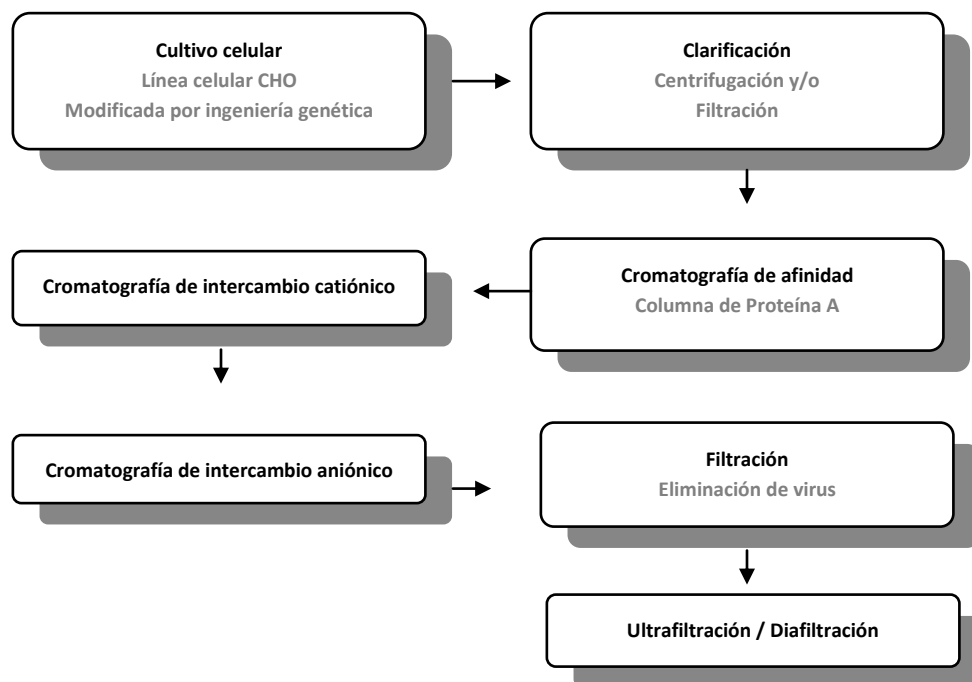 Cultivo celular
Línea celular CHO
Modificada por ingeniería genética
Clarificación
Centrifugación y/o
Filtración
Cromatografía de afinidad
Columna de Proteína A
Cromatografía de intercambio catiónico
Cromatografía de intercambio aniónico
Filtración
Eliminación de virus
Ultrafiltración / Diafiltración